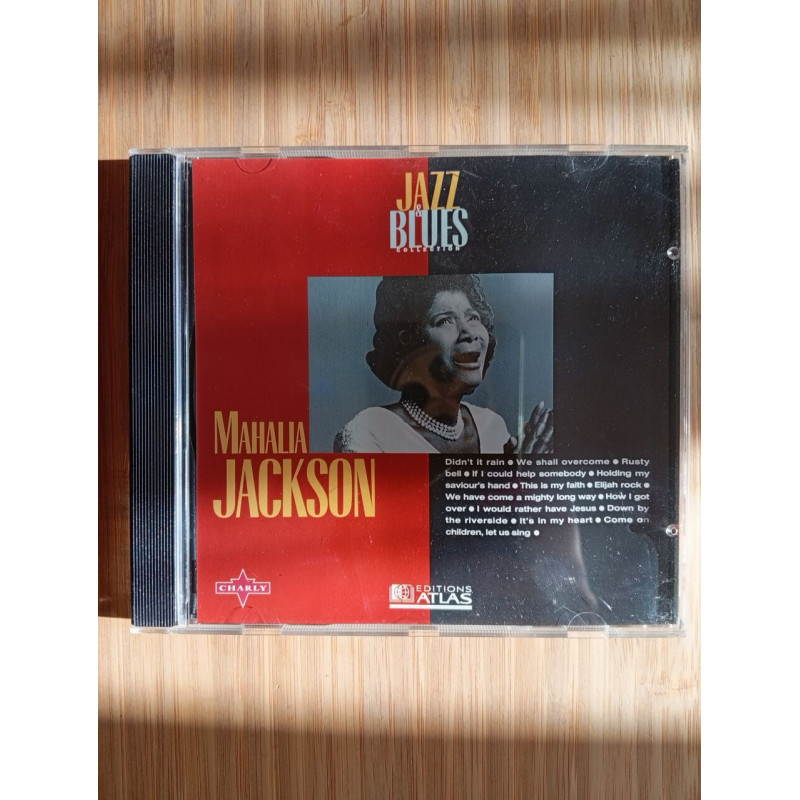 JAZZ
&
BLUES
COLLECTION
MAHALIA
JACKSON
Didn't it rain ● We shall overcome ● Rusty
bell ● If I could help somebody ● Holding my
saviour's hand ● This is my faith ● Elijah rock ●
We have come a mighty long way ● How I got
over ● I would rather have Jesus ● Down by
the riverside ● It's in my heart ● Come on
children, let us sing ●
CHARLY
EDITIONS
ATLAS